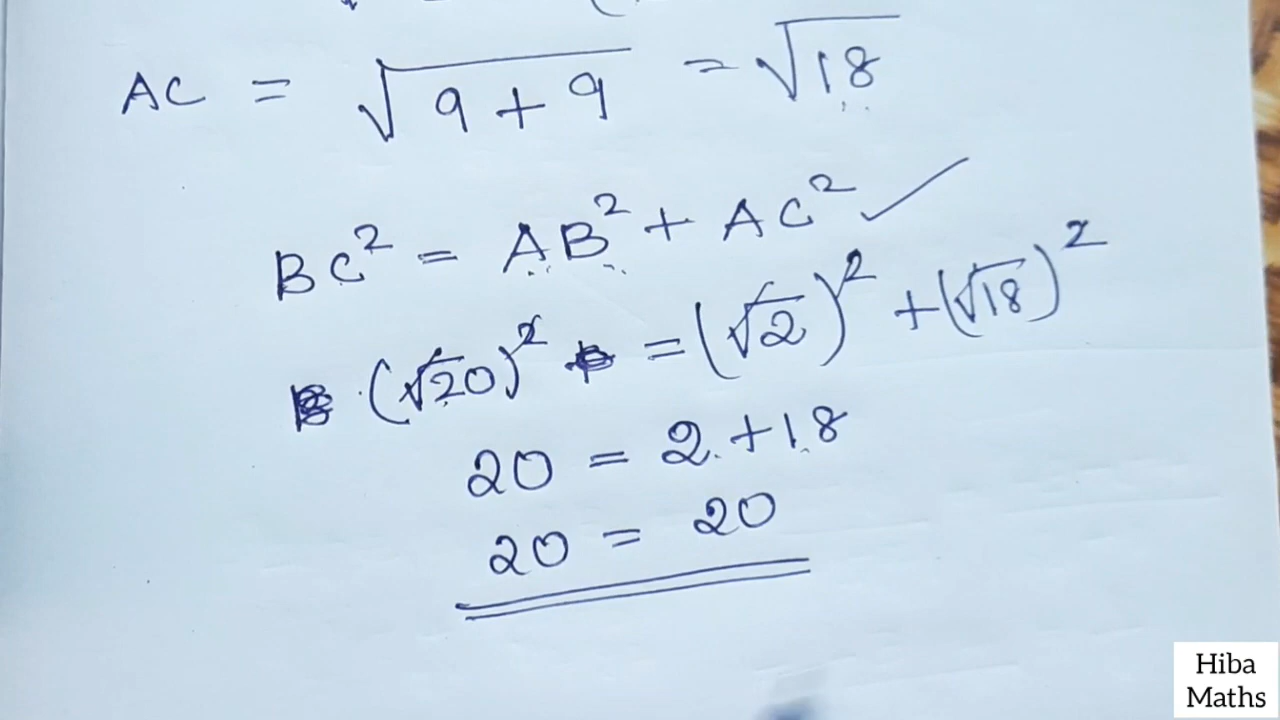 AC = √9+9 = √18
BC² = AB² + AC² ✓
(√20)² = (√2)² + (√18)²
20 = 2 + 18
20 = 20
Hiba
Maths